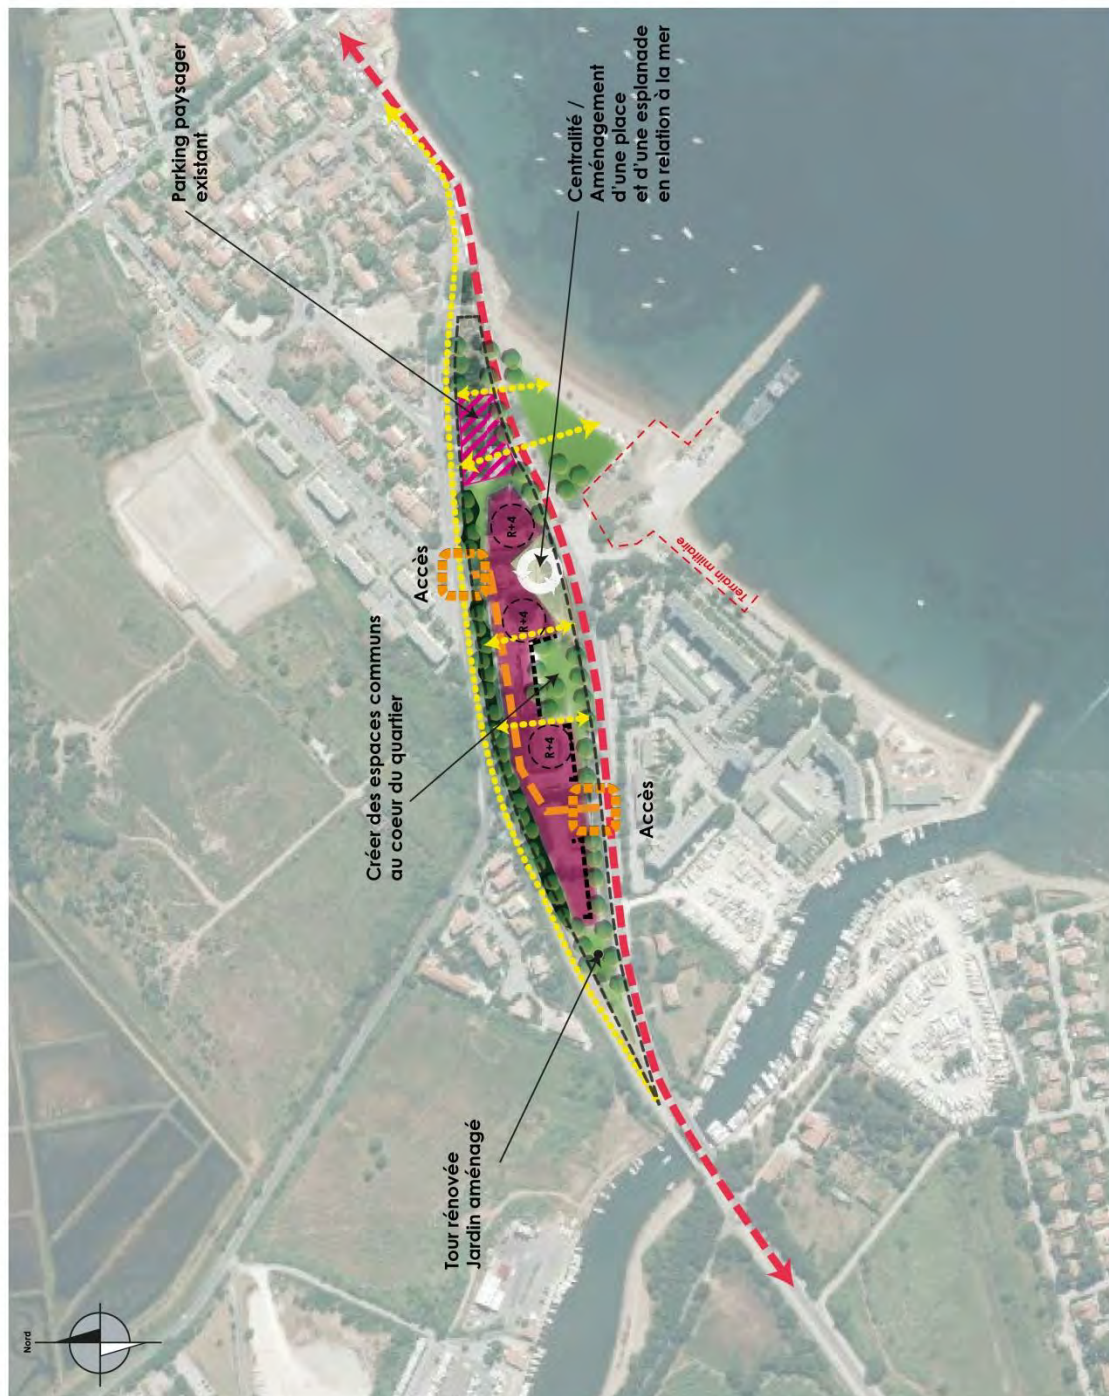 Parking paysager
existant
Centralité /
Aménagement
d'une place
et d'une esplanade
en relation à la mer
Accès
R+4
R+4
R+4
Terrain militaire
Créer des espaces communs
au coeur du quartier
Accès
Tour rénovée
Jardin aménagé
Nord